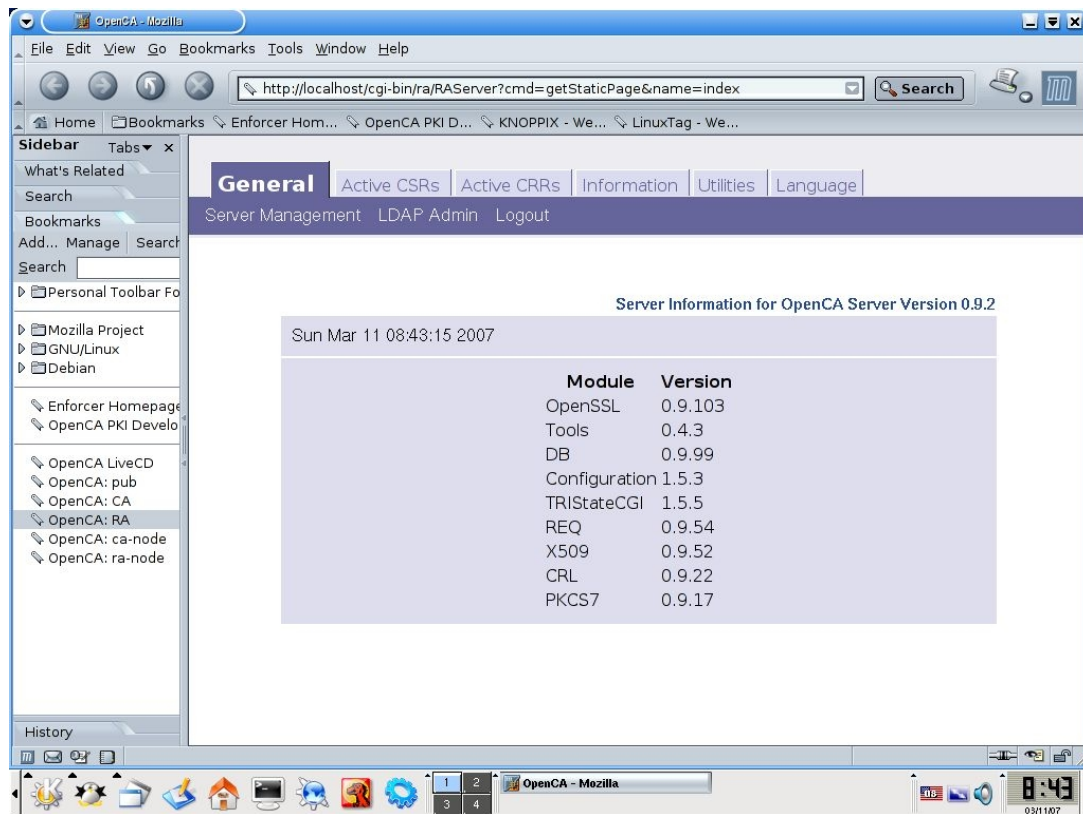 OpenCA - Mozilla
File Edit View Go Bookmarks Tools Window Help
http://localhost/cgi-bin/ra/RAServer?cmd=getStaticPage&name=index Search
Home Bookmarks Enforcer Hom... OpenCA PKI D... KNOPPIX - We... LinuxTag - We...
Sidebar Tabs x
What's Related
Search
Bookmarks
Add... Manage Search
Search
Personal Toolbar Fo
Mozilla Project
GNU/Linux
Debian
Enforcer Homepage
OpenCA PKI Develo
OpenCA LiveCD
OpenCA: pub
OpenCA: CA
OpenCA: RA
OpenCA: ca-node
OpenCA: ra-node
History
General Active CSRs Active CRRs Information Utilities Language
Server Management LDAP Admin Logout
Server Information for OpenCA Server Version 0.9.2
Sun Mar 11 08:43:15 2007
Module Version
OpenSSL 0.9.103
Tools 0.4.3
DB 0.9.99
Configuration 1.5.3
TRIStateCGI 1.5.5
REQ 0.9.54
X509 0.9.52
CRL 0.9.22
PKCS7 0.9.17
1 2
3 4
OpenCA - Mozilla
us
8:43
03/11/07